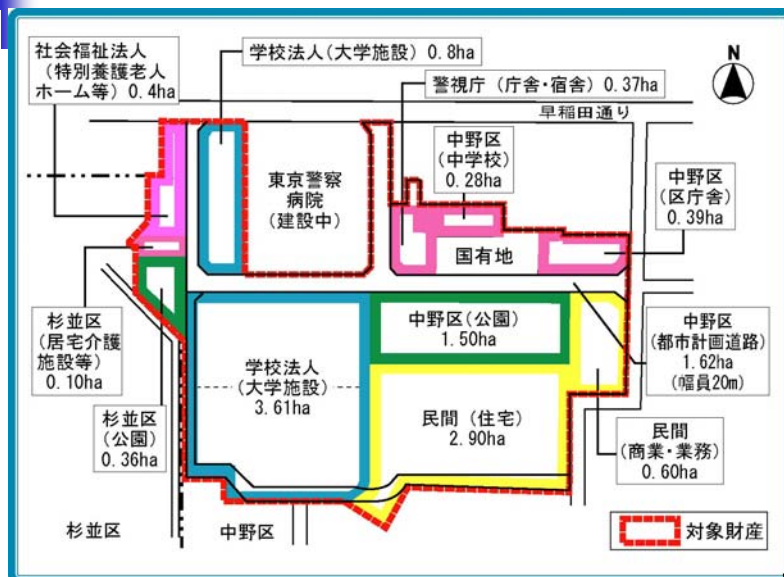 社会福祉法人
(特別養護老人
ホーム等) 0.4ha
学校法人(大学施設) 0.8ha
警視庁 (庁舎・宿舎) 0.37ha
N
早稲田通り
東京警察
病院
(建設中)
中野区
(中学校)
0.28ha
中野区
(区庁舎)
0.39ha
国有地
杉並区
(居宅介護
施設等)
0.10ha
杉並区
(公園)
0.36ha
学校法人
(大学施設)
3.61ha
中野区(公園)
1.50ha
民間 (住宅)
2.90ha
中野区
(都市計画道路)
1.62ha
(幅員20m)
民間
(商業・業務)
0.60ha
杉並区
中野区
対象財産